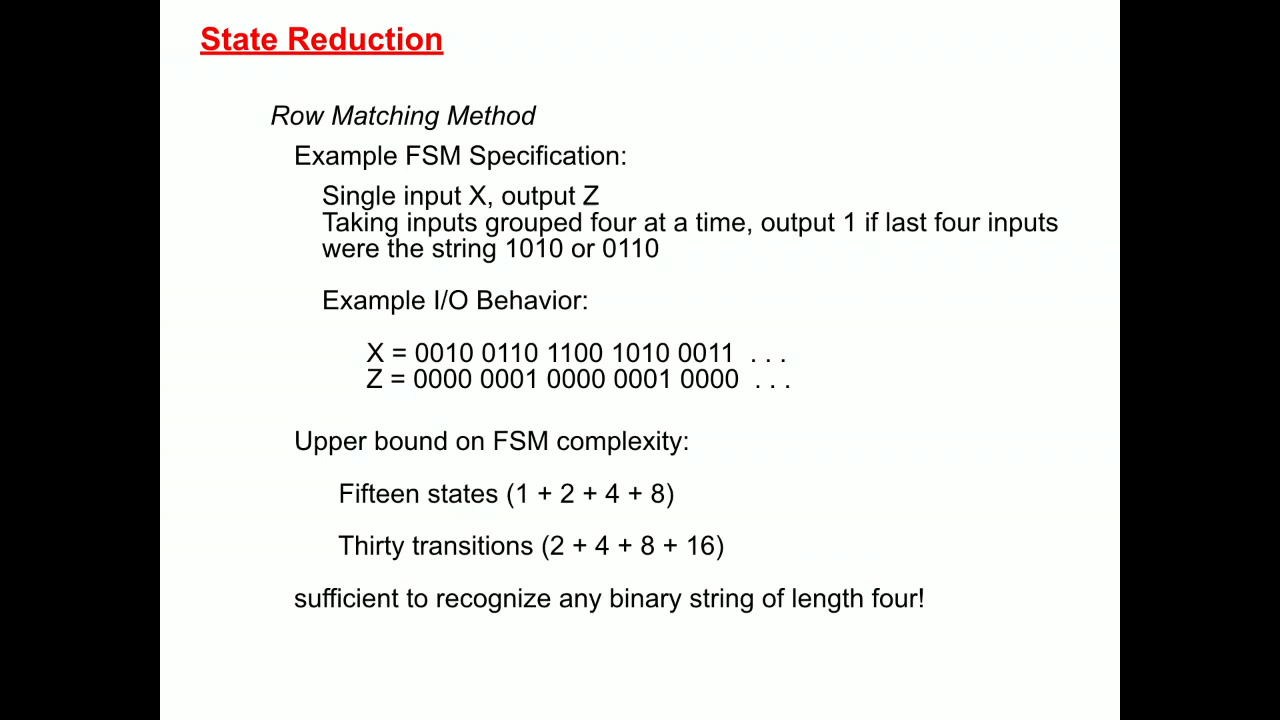 State Reduction
Row Matching Method
Example FSM Specification:
Single input X, output Z
Taking inputs grouped four at a time, output 1 if last four inputs
were the string 1010 or 0110
Example I/O Behavior:
X = 0010 0110 1100 1010 0011 . . .
Z = 0000 0001 0000 0001 0000 . . .
Upper bound on FSM complexity:
Fifteen states (1 + 2 + 4 + 8)
Thirty transitions (2 + 4 + 8 + 16)
sufficient to recognize any binary string of length four!